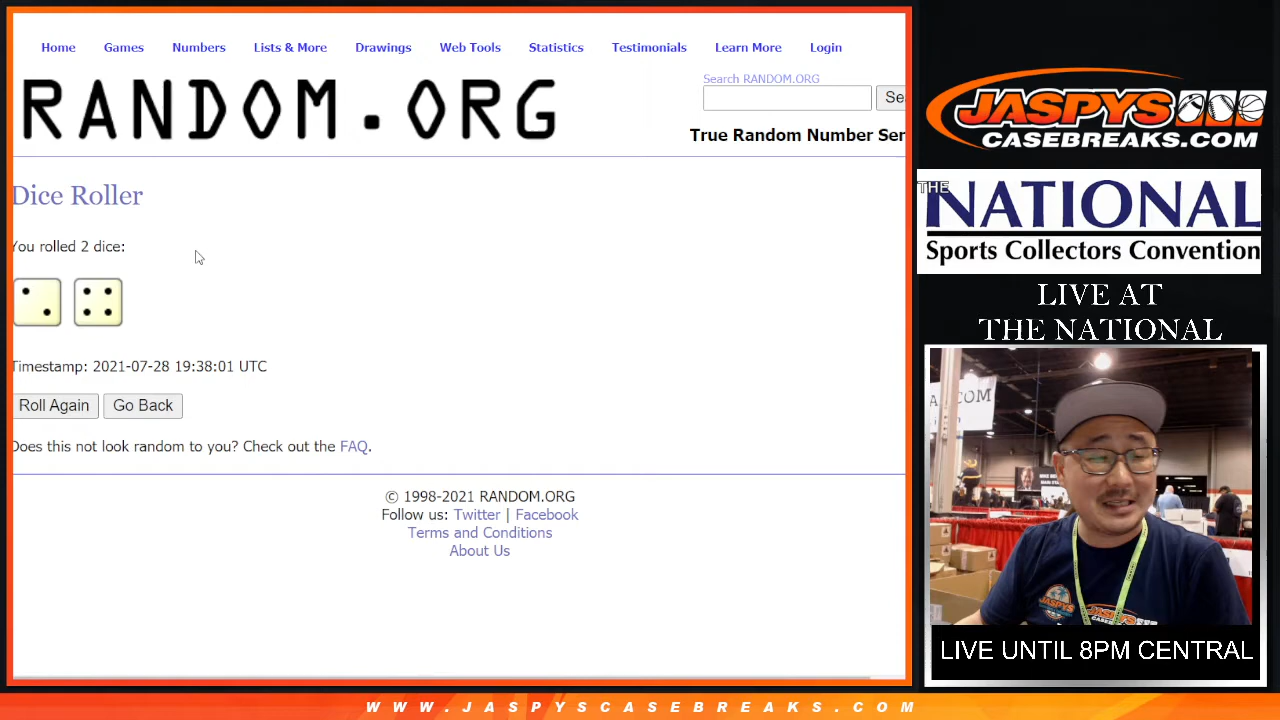 Home Games Numbers Lists & More Drawings Web Tools Statistics Testimonials Learn More Login
RANDOM.ORG
Search RANDOM.ORG
True Random Number Ser
Dice Roller
You rolled 2 dice:
Timestamp: 2021-07-28 19:38:01 UTC
Roll Again Go Back
Does this not look random to you? Check out the FAQ.
© 1998-2021 RANDOM.ORG
Follow us: Twitter | Facebook
Terms and Conditions
About Us
JASPYS
CASEBREAKS.COM
THE
NATIONAL
Sports Collectors Convention
LIVE AT
THE NATIONAL
JASPYS
JASPYS
LIVE UNTIL 8PM CENTRAL
WWW.JASPYSCASEBREAKS.COM